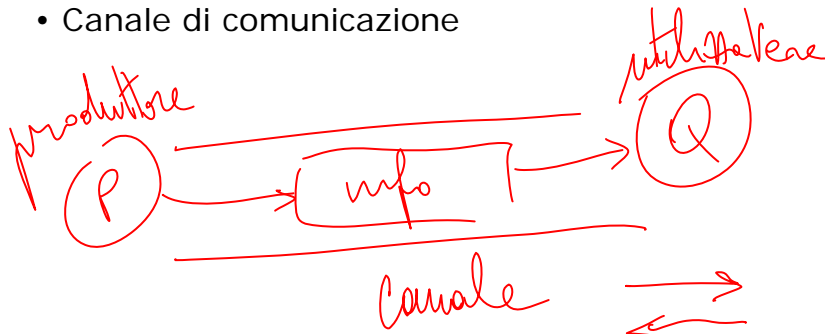 • Canale di comunicazione
produttore
utilizzatore
P
info
Q
Canale